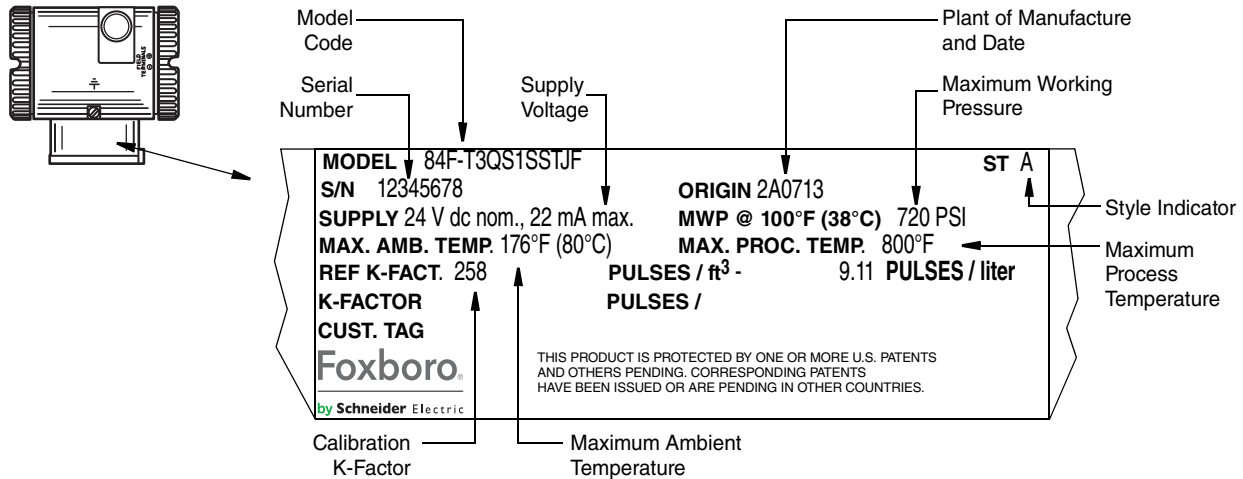 Model
Code
Serial
Number
Supply
Voltage
Plant of Manufacture
and Date
Maximum Working
Pressure
FIELD
TERMINALS
MODEL 84F-T3QS1SSTJF ST A
S/N 12345678 ORIGIN 2A0713
SUPPLY 24 V dc nom., 22 mA max. MWP @ 100°F (38°C) 720 PSI
MAX. AMB. TEMP. 176°F (80°C) MAX. PROC. TEMP. 800°F
REF K-FACT. 258 PULSES / ft³ - 9.11 PULSES / liter
K-FACTOR PULSES /
CUST. TAG
Foxboro®
by Schneider Electric
THIS PRODUCT IS PROTECTED BY ONE OR MORE U.S. PATENTS
AND OTHERS PENDING. CORRESPONDING PATENTS
HAVE BEEN ISSUED OR ARE PENDING IN OTHER COUNTRIES.
Style Indicator
Maximum
Process
Temperature
Calibration
K-Factor
Maximum Ambient
Temperature